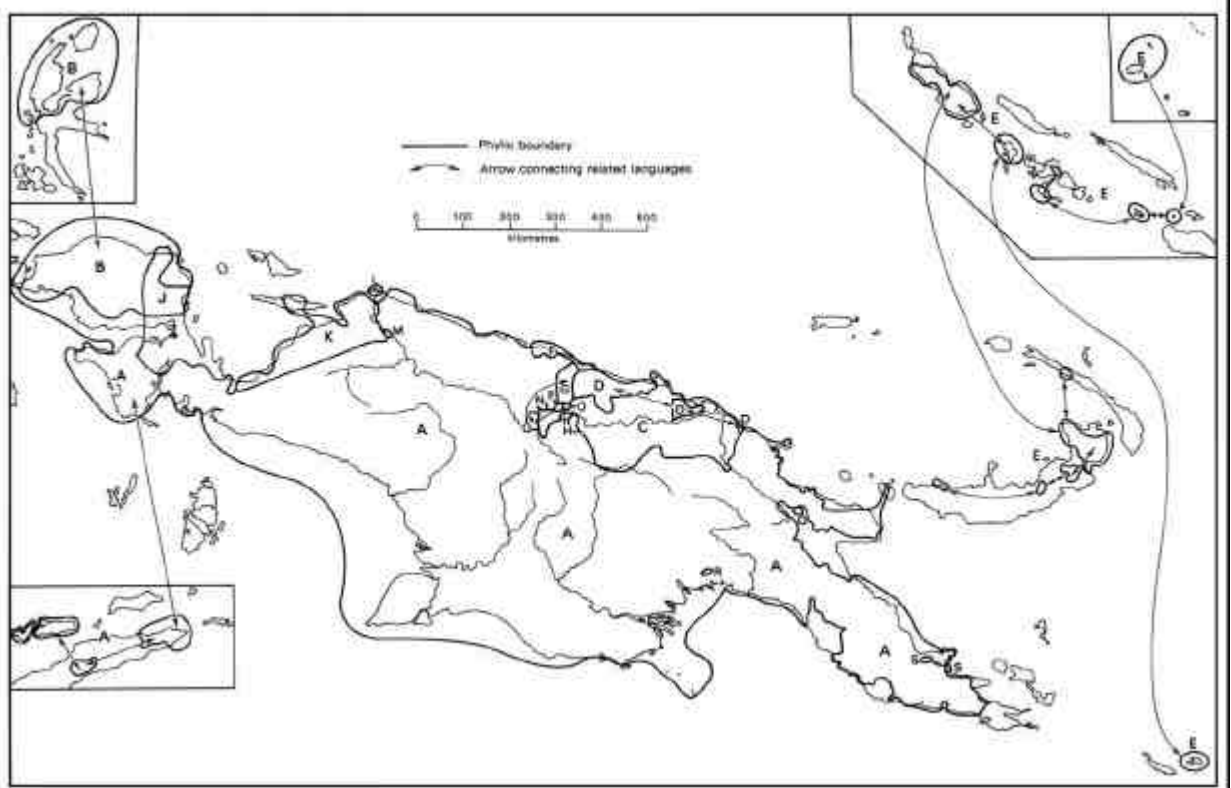 B
E
E
Phylic boundary
Arrow connecting related languages
0 100 200 300 400 500
kilometres
B
J
K
M
D
A
A
C
E
A
A
A
A
S
S
E